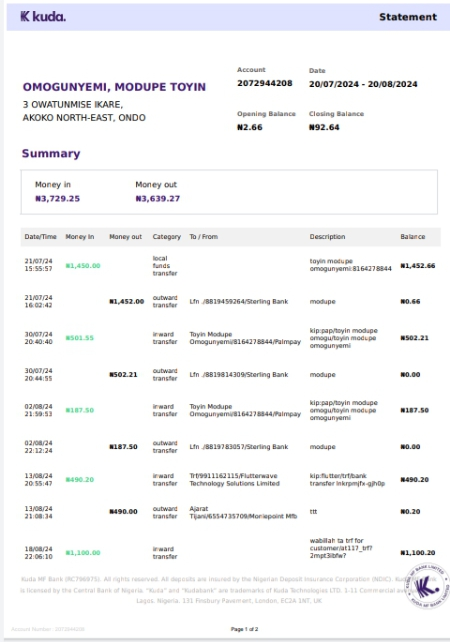 kuda.
Statement
Account
Date
OMOGUNYEMI, MODUPE TOYIN
2072944208
20/07/2024 - 20/08/2024
3 OWATUNMISE IKARE,
AKOKO NORTH-EAST, ONDO
Opening Balance
Closing Balance
₦2.66
₦92.64
Summary
Money in
Money out
₦3,729.25
₦3,639.27
Date/Time Money In Money out Category To / From Description Balance
21/07/24 15:55:57 ₦1,450.00 local funds transfer toyin modupe omogunyemi:8164278844 ₦1,452.66
21/07/24 16:02:42 ₦1,452.00 outward transfer Lfn ./8819459264/Sterling Bank modupe ₦0.66
30/07/24 20:40:40 ₦501.55 inward transfer Toyin Modupe Omogunyemi/8164278844/Palmpay kip:pap/toyin modupe omogu/toyin modupe omogunyemi ₦502.21
30/07/24 20:44:55 ₦502.21 outward transfer Lfn ./8819814309/Sterling Bank modupe ₦0.00
02/08/24 21:59:53 ₦187.50 inward transfer Toyin Modupe Omogunyemi/8164278844/Palmpay kip:pap/toyin modupe omogu/toyin modupe omogunyemi ₦187.50
02/08/24 22:12:24 ₦187.50 outward transfer Lfn ./8819783057/Sterling Bank modupe ₦0.00
13/08/24 20:55:47 ₦490.20 inward transfer Trf/9911162115/Flutterwave Technology Solutions Limited kip:flutter/trf/bank transfer lnkrpmjfx-gjh0p ₦490.20
13/08/24 21:08:34 ₦490.00 outward transfer Ajarat Tijani/6554735709/Moniepoint Mfb ttt ₦0.20
18/08/24 22:06:10 ₦1,100.00 inward transfer wabillah ta trf for customer/at117_trf? 2mpt3lbfw? ₦1,100.20
Kuda MF Bank (RC796975). All rights reserved. All deposits are insured by the Nigerian Deposit Insurance Corporation (NDIC).
is licensed by the Central Bank of Nigeria. "Kuda" and "Kudabank" are trademarks of Kuda Technologies LTD. 1-11 Commercial
Lagos, Nigeria. 131 Finsbury Pavement, London, EC2A 1NT, UK
Account Number: 2072944208
Page 1 of 2